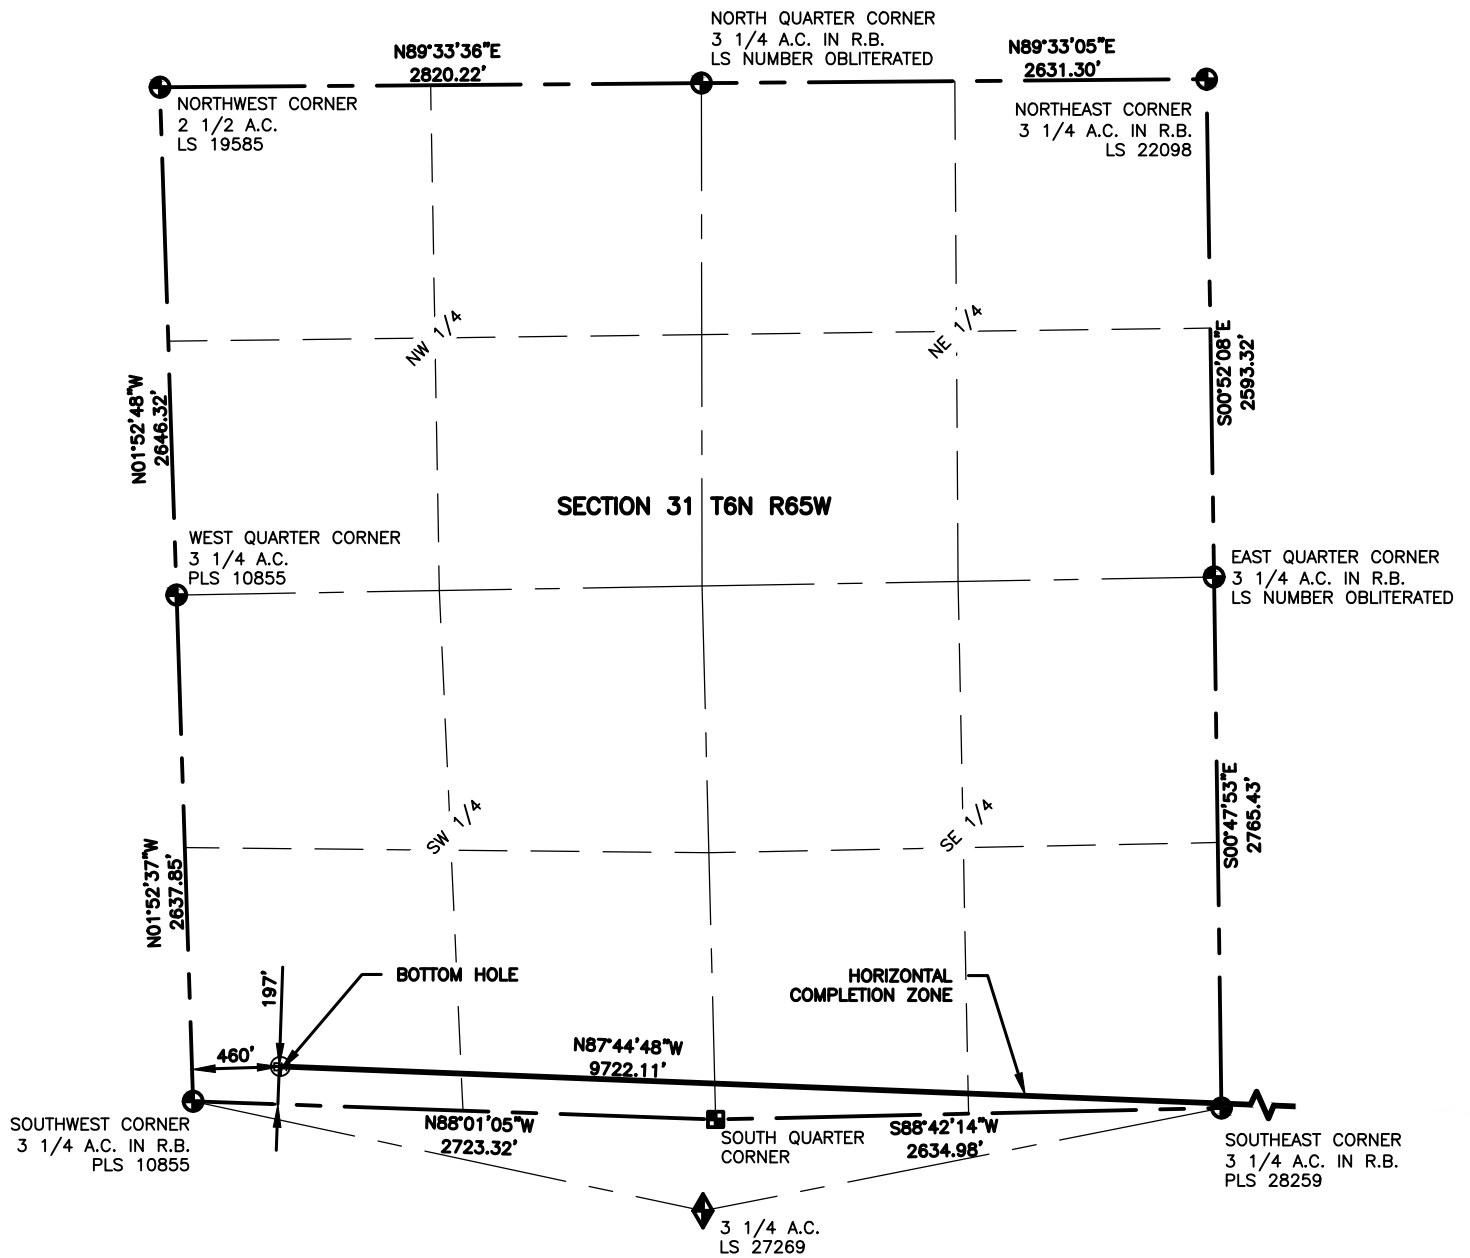 NORTH QUARTER CORNER
3 1/4 A.C. IN R.B.
LS NUMBER OBLITERATED
N89°33'36"E
2820.22'
N89°33'05"E
2631.30'
NORTHWEST CORNER
2 1/2 A.C.
LS 19585
NORTHEAST CORNER
3 1/4 A.C. IN R.B.
LS 22098
NW 1/4
NE 1/4
N01°52'48"W
2646.32'
S00°52'08"E
2593.32'
SECTION 31 T6N R65W
WEST QUARTER CORNER
3 1/4 A.C.
PLS 10855
EAST QUARTER CORNER
3 1/4 A.C. IN R.B.
LS NUMBER OBLITERATED
SW 1/4
SE 1/4
N01°52'37"W
2637.85'
S00°47'53"E
2765.43'
197'
BOTTOM HOLE
HORIZONTAL
COMPLETION ZONE
460'
N87°44'48"W
9722.11'
SOUTHWEST CORNER
3 1/4 A.C. IN R.B.
PLS 10855
N88°01'05"W
2723.32'
SOUTH QUARTER
CORNER
S88°42'14"W
2634.98'
SOUTHEAST CORNER
3 1/4 A.C. IN R.B.
PLS 28259
3 1/4 A.C.
LS 27269